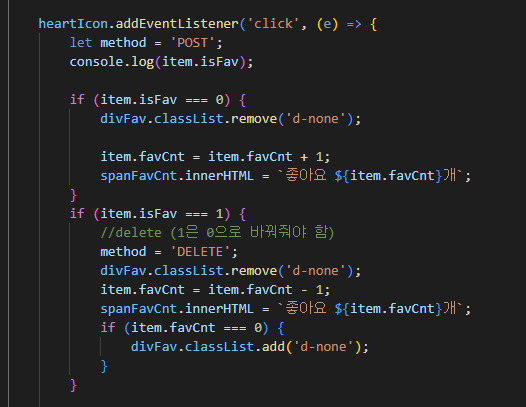 heartIcon.addEventListener('click', (e) => {
    let method = 'POST';
    console.log(item.isFav);

    if (item.isFav === 0) {
        divFav.classList.remove('d-none');

        item.favCnt = item.favCnt + 1;
        spanFavCnt.innerHTML = `좋아요 ${item.favCnt}개`;
    }
    if (item.isFav === 1) {
        //delete (1은 0으로 바꿔줘야 함)
        method = 'DELETE';
        divFav.classList.remove('d-none');
        item.favCnt = item.favCnt - 1;
        spanFavCnt.innerHTML = `좋아요 ${item.favCnt}개`;
        if (item.favCnt === 0) {
            divFav.classList.add('d-none');
        }
    }